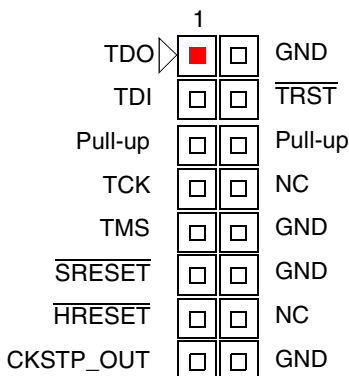 1
TDO GND
TDI TRST
Pull-up Pull-up
TCK NC
TMS GND
SRESET GND
HRESET NC
CKSTP_OUT GND